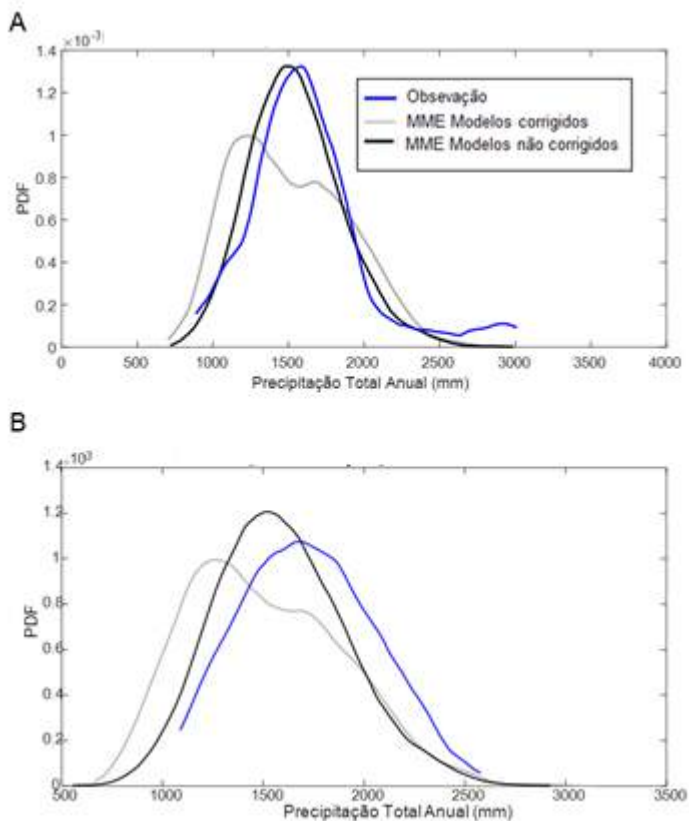 A
×10-3
1.4
1.2
1
0.8
0.6
0.4
0.2
0
PDF
Obsevação
MME Modelos corrigidos
MME Modelos não corrigidos
0 500 1000 1500 2000 2500 3000 3500 4000
Precipitação Total Anual (mm)
B
1.4 10 3
1.2
1
0.8
0.6
0.4
0.2
0
PDF
500 1000 1500 2000 2500 3000 3500
Precipitação Total Anual (mm)